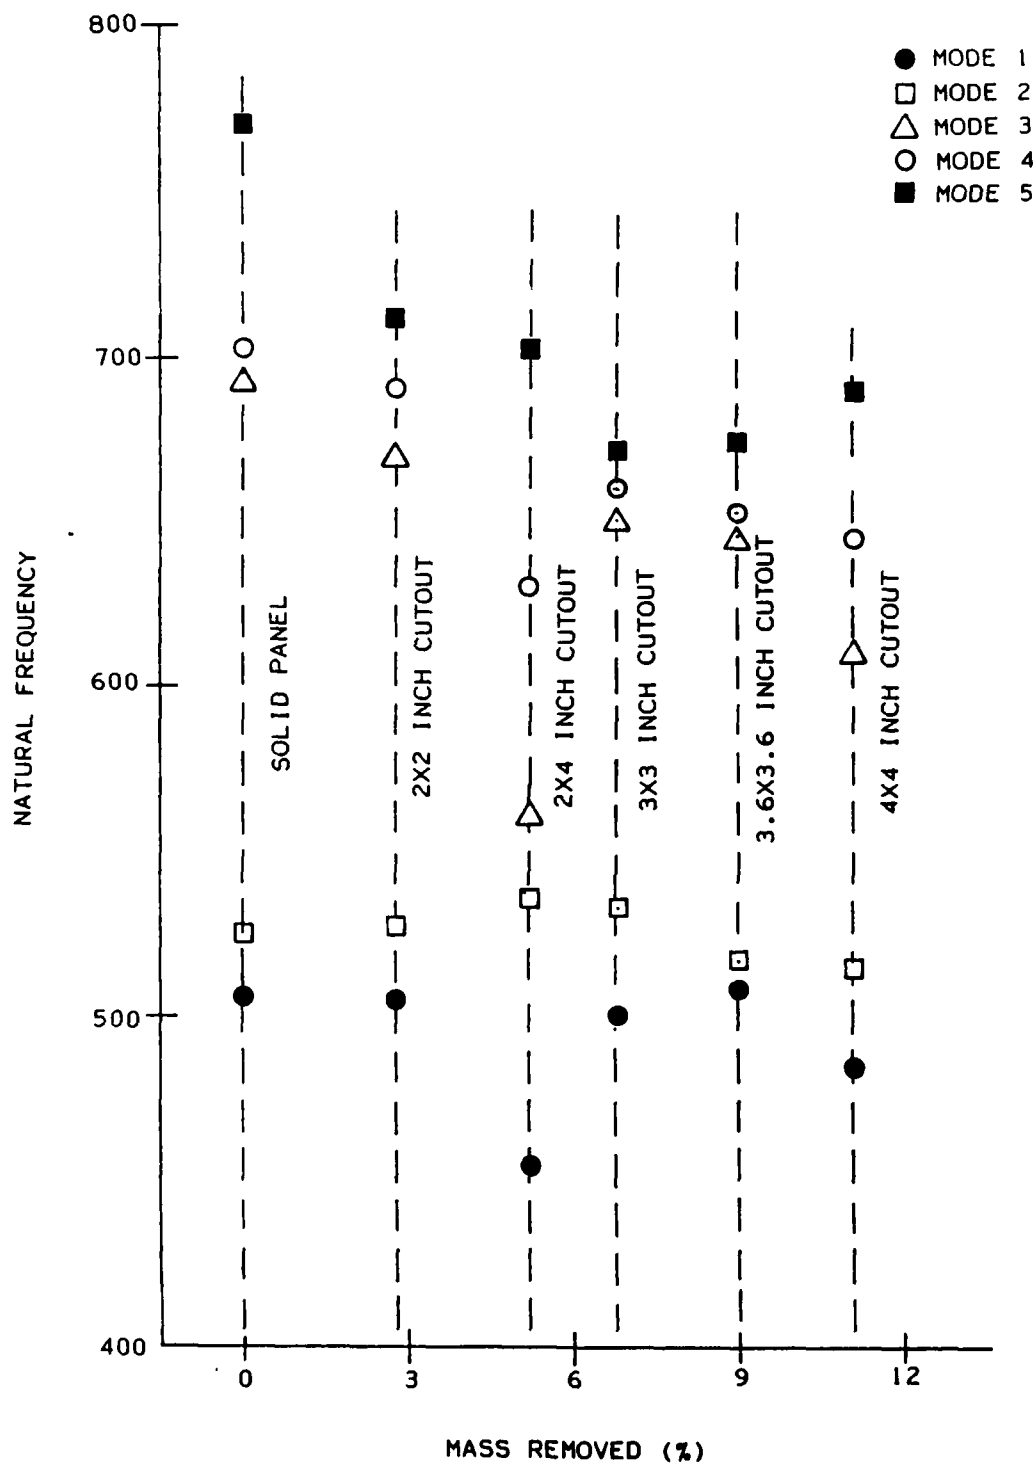 800
MODE 1
MODE 2
MODE 3
MODE 4
MODE 5
700
600
500
400
NATURAL FREQUENCY
SOLID PANEL
2X2 INCH CUTOUT
2X4 INCH CUTOUT
3X3 INCH CUTOUT
3.6X3.6 INCH CUTOUT
4X4 INCH CUTOUT
0 3 6 9 12
MASS REMOVED (%)